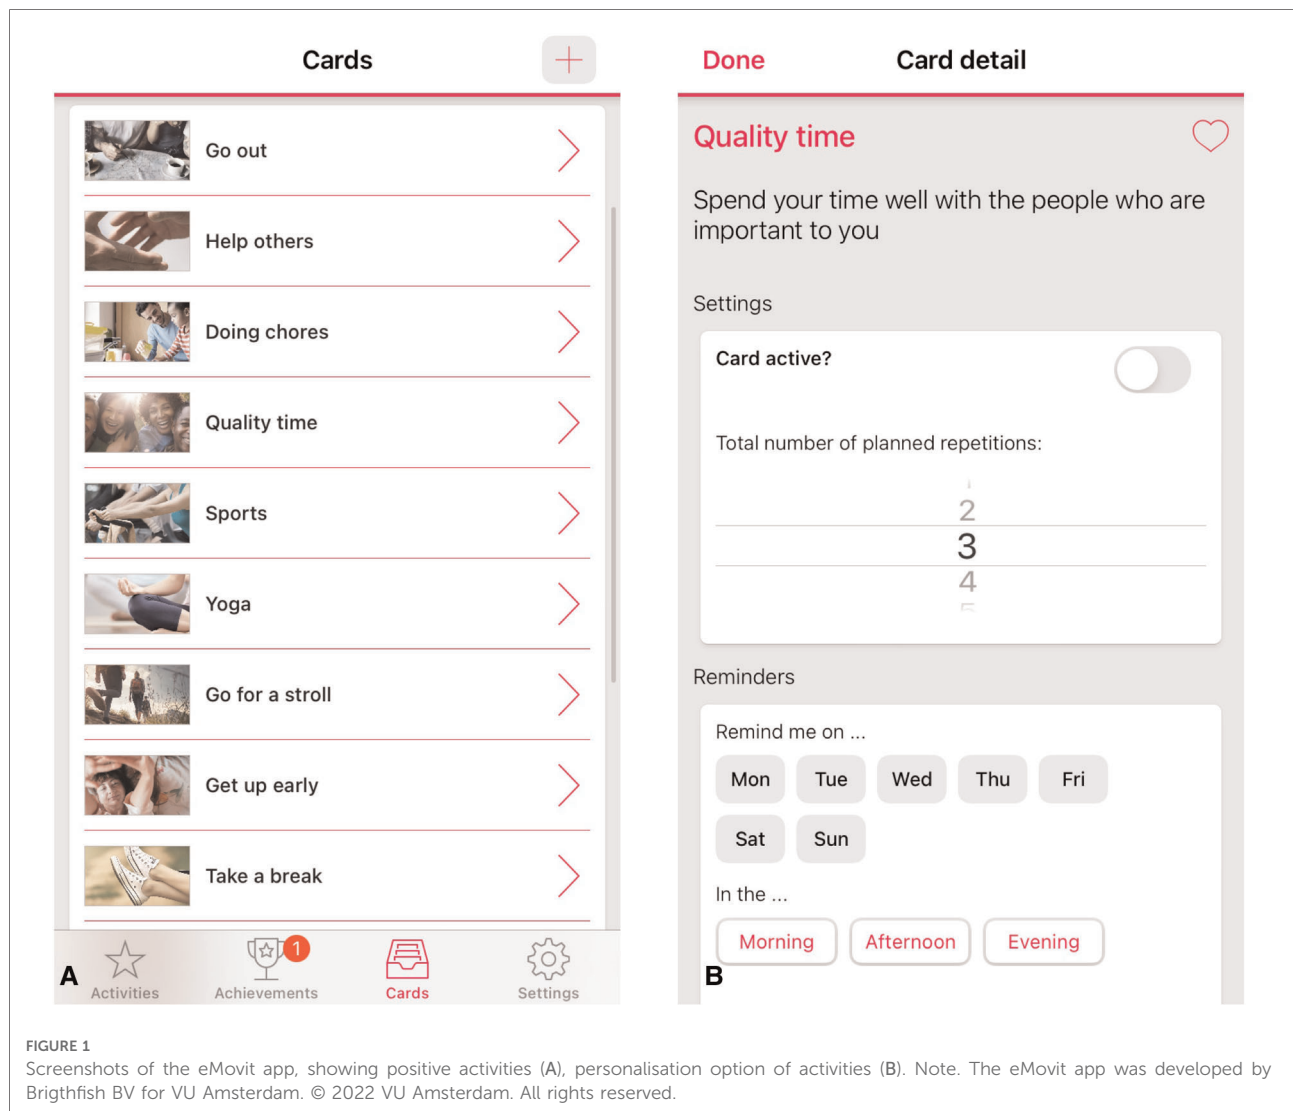 Cards
Go out
Help others
Doing chores
Quality time
Sports
Yoga
Go for a stroll
Get up early
Take a break
A
1
Activities
Achievements
Cards
Settings
Done
Card detail
Quality time
Spend your time well with the people who are
important to you
Settings
Card active?
Total number of planned repetitions:
1
2
3
4
5
Reminders
Remind me on ...
Mon Tue Wed Thu Fri
Sat Sun
In the ...
Morning Afternoon Evening
B
FIGURE 1
Screenshots of the eMovit app, showing positive activities (A), personalisation option of activities (B). Note. The eMovit app was developed by
Brigthfish BV for VU Amsterdam. © 2022 VU Amsterdam. All rights reserved.